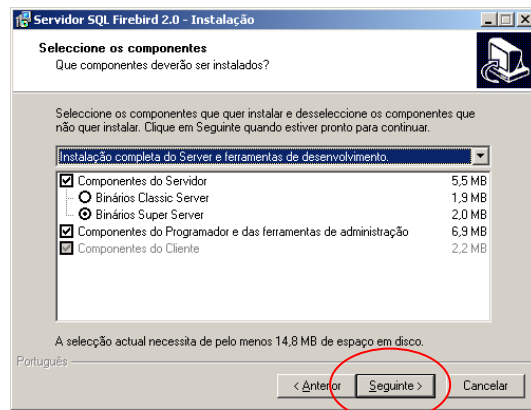 Servidor SQL Firebird 2.0 - Instalação
Seleccione os componentes
Que componentes deverão ser instalados?
Seleccione os componentes que quer instalar e desseleccione os componentes que
não quer instalar. Clique em Seguinte quando estiver pronto para continuar.
Instalação completa do Server e ferramentas de desenvolvimento.
Componentes do Servidor 5,5 MB
Binários Classic Server 1,9 MB
Binários Super Server 2,0 MB
Componentes do Programador e das ferramentas de administração 6,9 MB
Componentes do Cliente 2,2 MB
A selecção actual necessita de pelo menos 14,8 MB de espaço em disco.
Português
< Anterior Seguinte > Cancelar